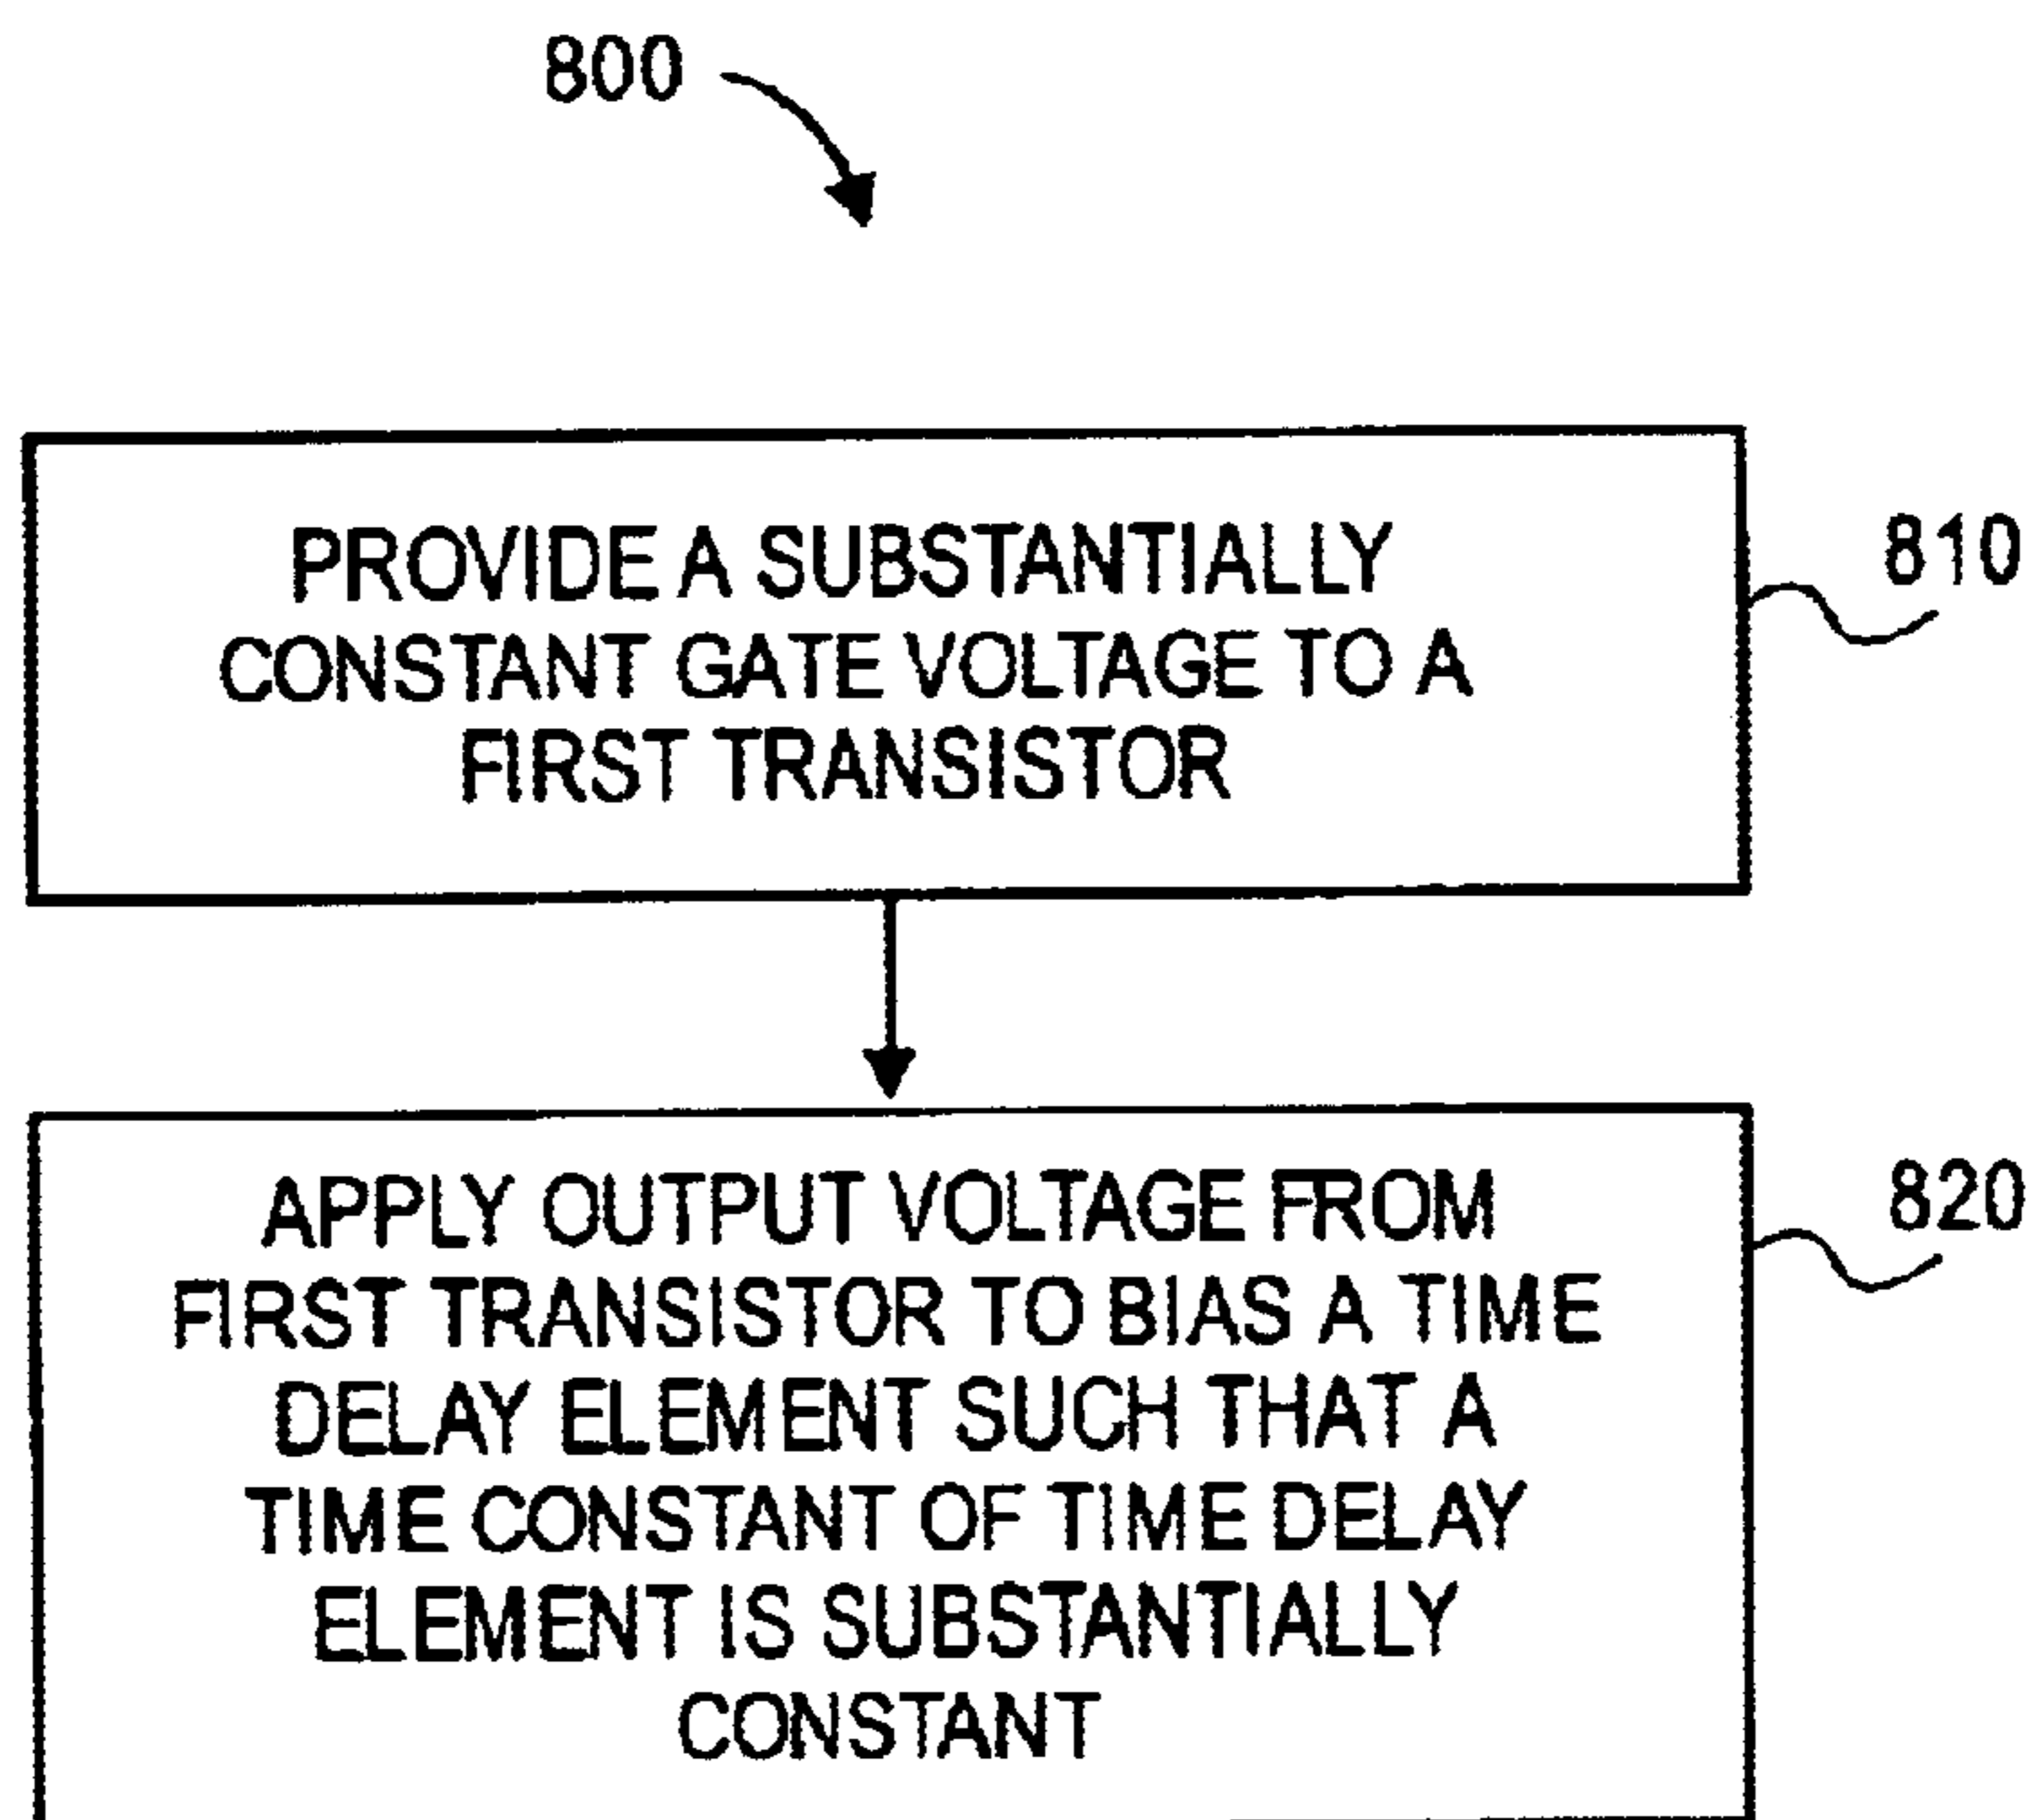 800
PROVIDE A SUBSTANTIALLY
CONSTANT GATE VOLTAGE TO A
FIRST TRANSISTOR
810
APPLY OUTPUT VOLTAGE FROM
FIRST TRANSISTOR TO BIAS A TIME
DELAY ELEMENT SUCH THAT A
TIME CONSTANT OF TIME DELAY
ELEMENT IS SUBSTANTIALLY
CONSTANT
820